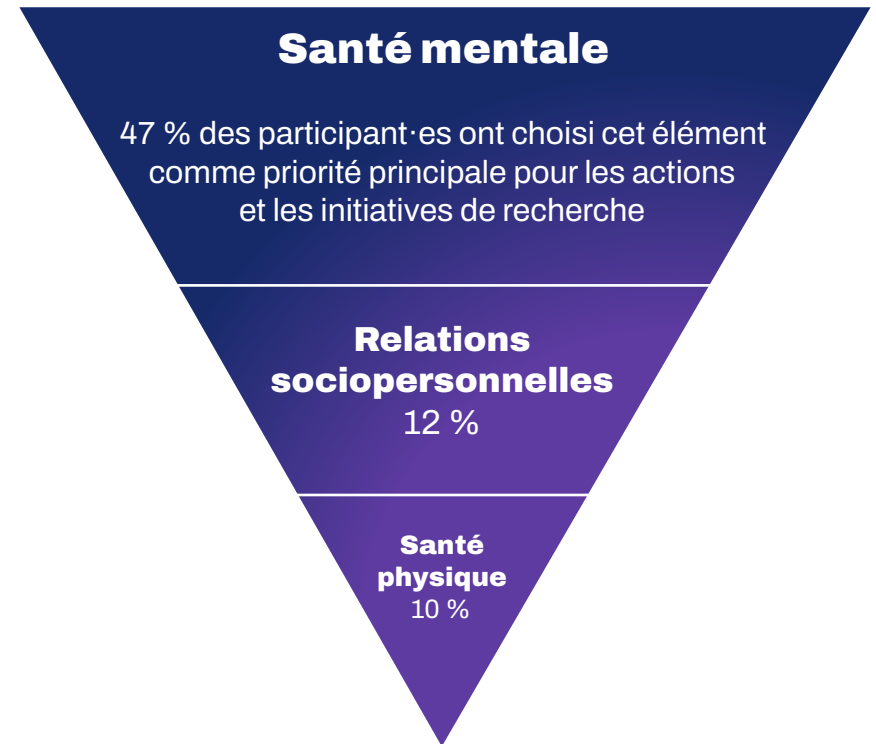 Santé mentale
47 % des participant·es ont choisi cet élément
comme priorité principale pour les actions
et les initiatives de recherche
Relations
sociopersonnelles
12 %
Santé
physique
10 %